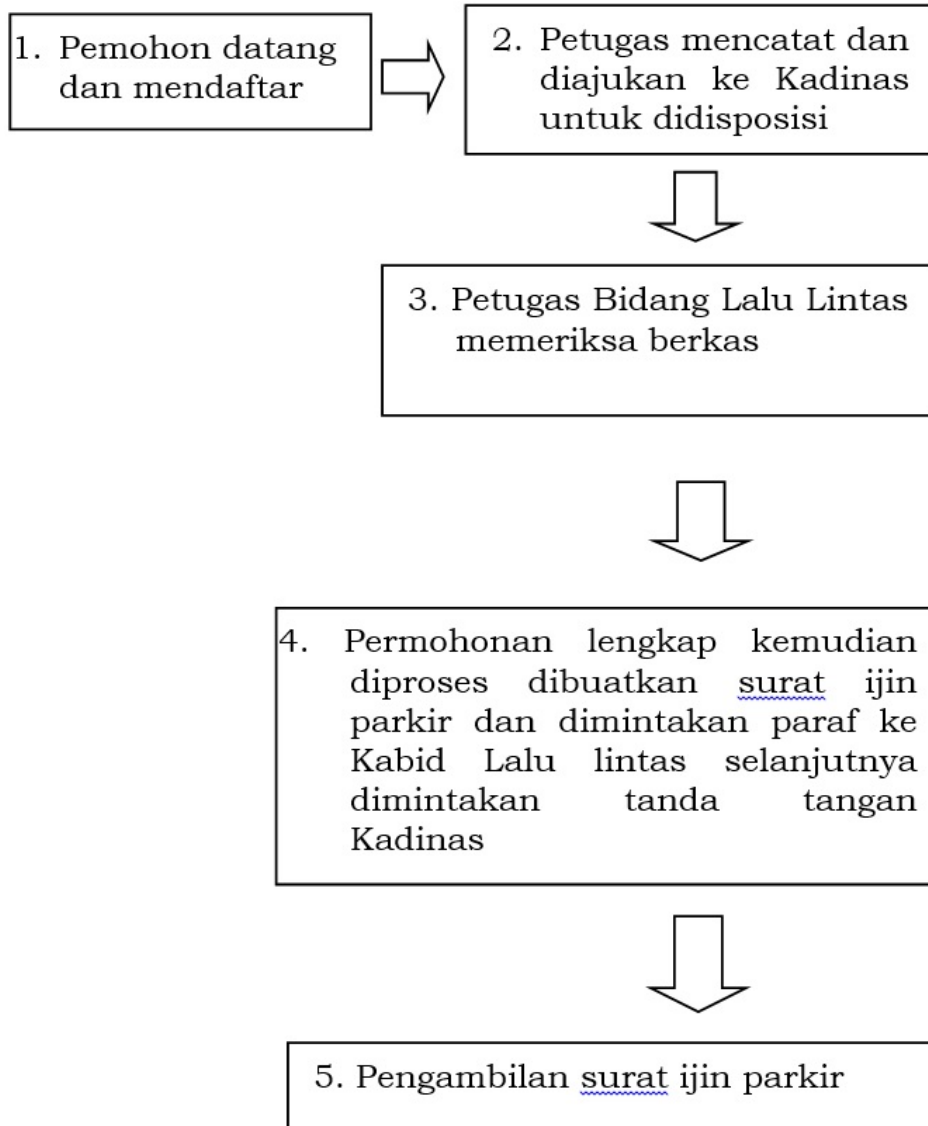 1. Pemohon datang
dan mendaftar
2. Petugas mencatat dan
diajukan ke Kadinas
untuk didisposisi
3. Petugas Bidang Lalu Lintas
memeriksa berkas
4. Permohonan lengkap kemudian
diproses dibuatkan surat ijin
parkir dan dimintakan paraf ke
Kabid Lalu lintas selanjutnya
dimintakan tanda tangan
Kadinas
5. Pengambilan surat ijin parkir